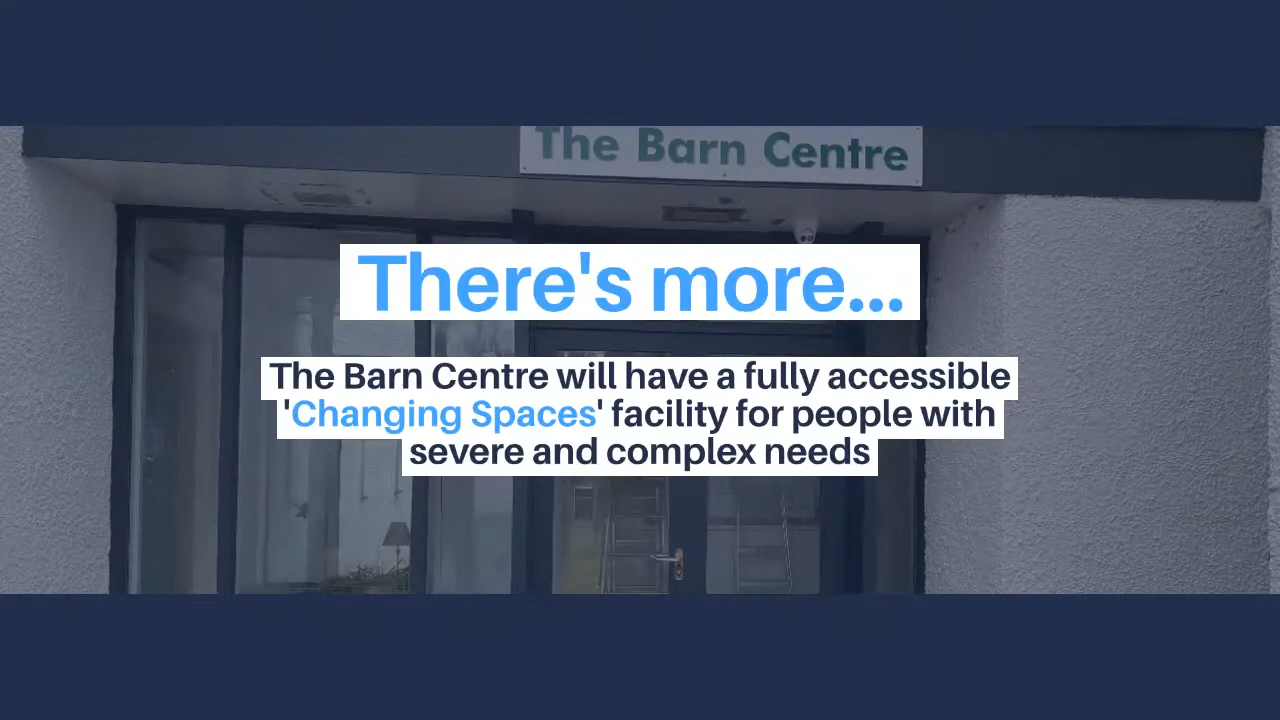 The Barn Centre
There's more...
The Barn Centre will have a fully accessible
'Changing Spaces' facility for people with
severe and complex needs